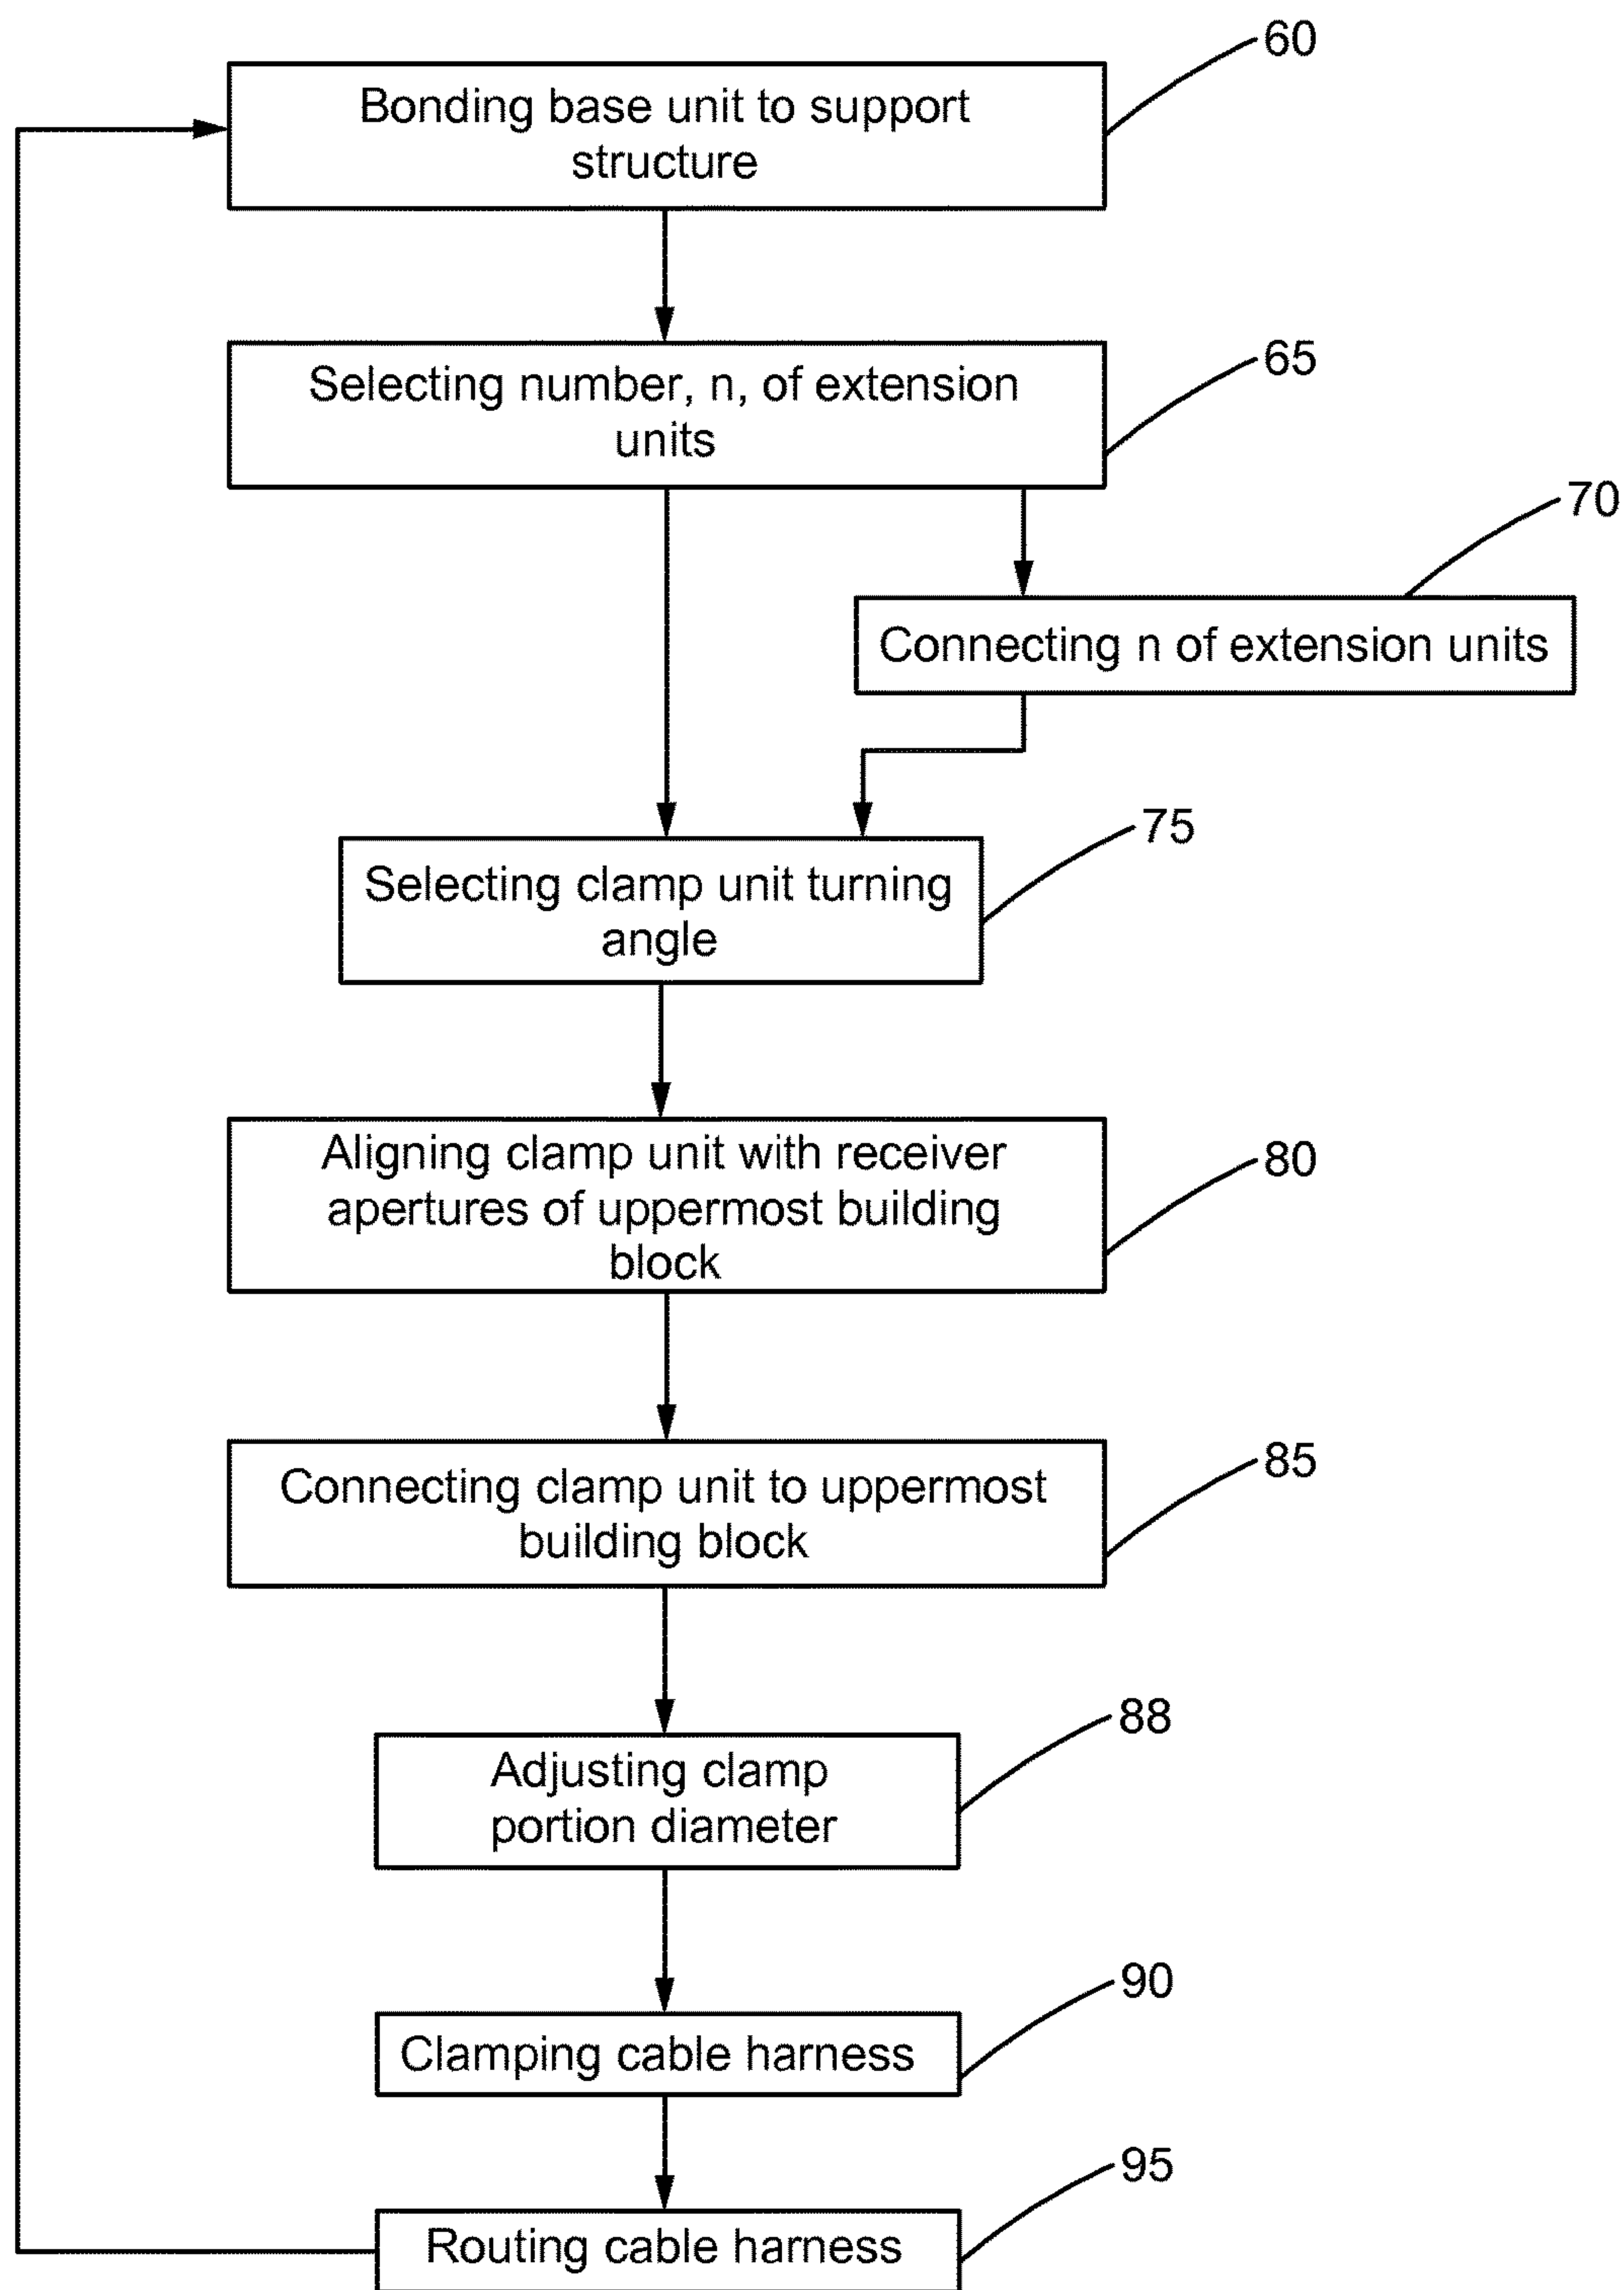 60
Bonding base unit to support
structure
65
Selecting number, n, of extension
units
70
Connecting n of extension units
75
Selecting clamp unit turning
angle
80
Aligning clamp unit with receiver
apertures of uppermost building
block
85
Connecting clamp unit to uppermost
building block
88
Adjusting clamp
portion diameter
90
Clamping cable harness
95
Routing cable harness